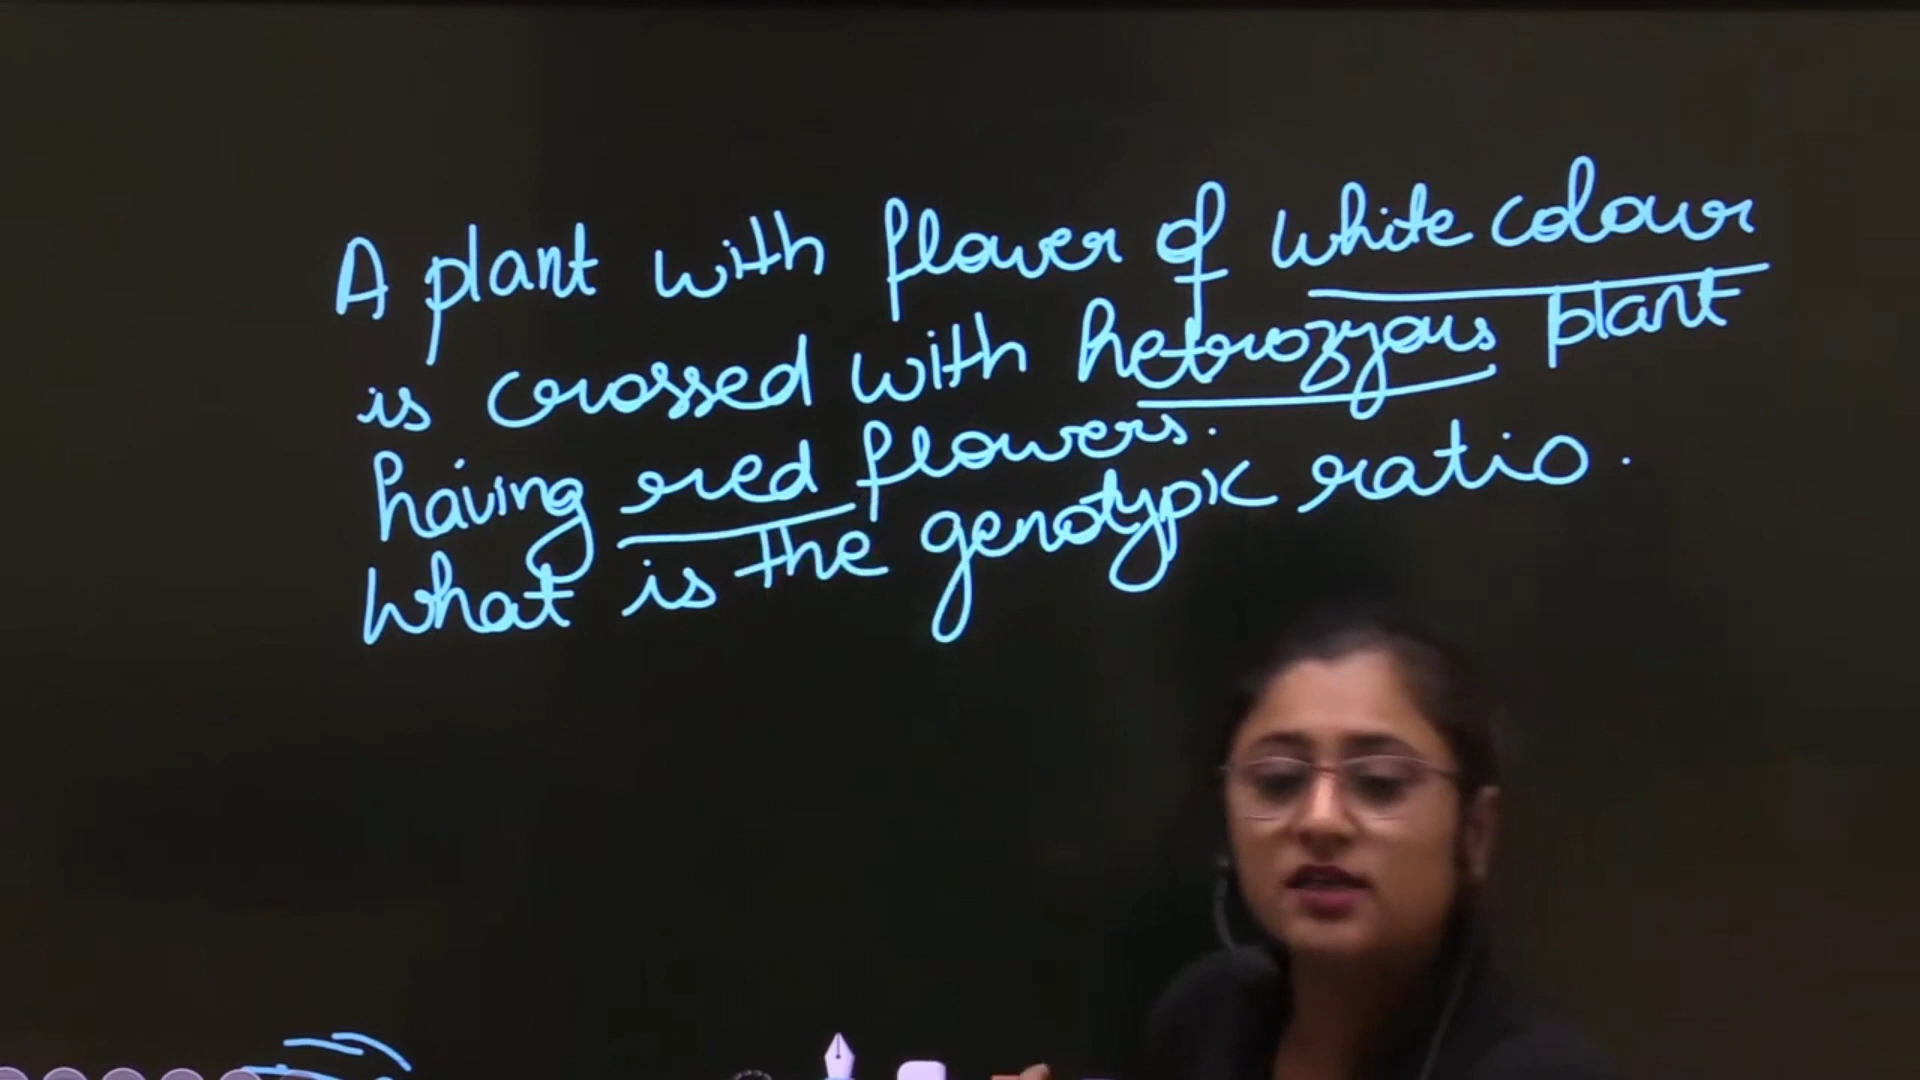 A plant with flower of white colour
is crossed with hetrozygous plant
having red flowers.
What is the genotypic ratio.